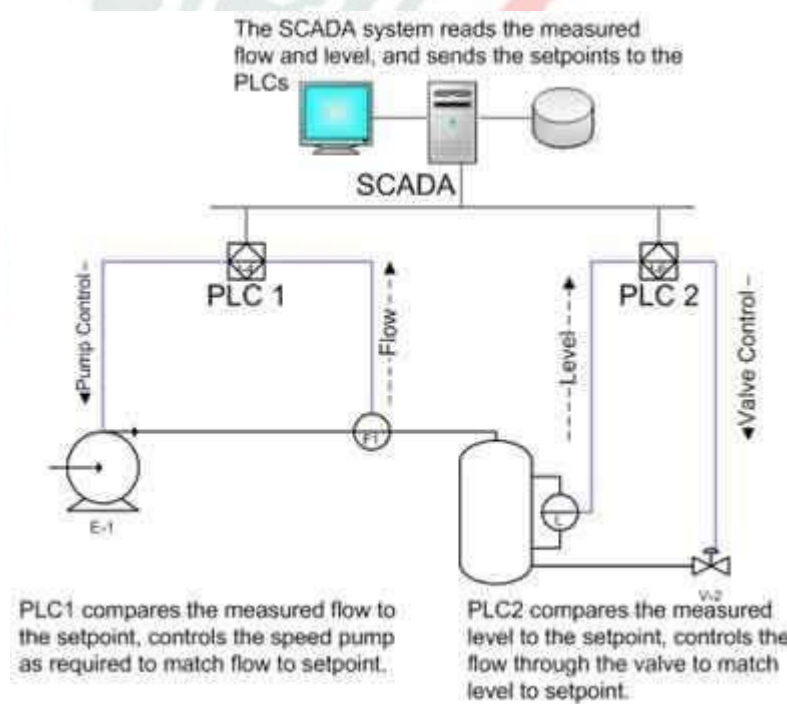 The SCADA system reads the measured
flow and level, and sends the setpoints to the
PLCs
SCADA
PLC 1
PLC 2
Pump Control
Flow
Level
Valve Control
F1
L
E-1
V-2
PLC1 compares the measured flow to
the setpoint, controls the speed pump
as required to match flow to setpoint.
PLC2 compares the measured
level to the setpoint, controls the
flow through the valve to match
level to setpoint.